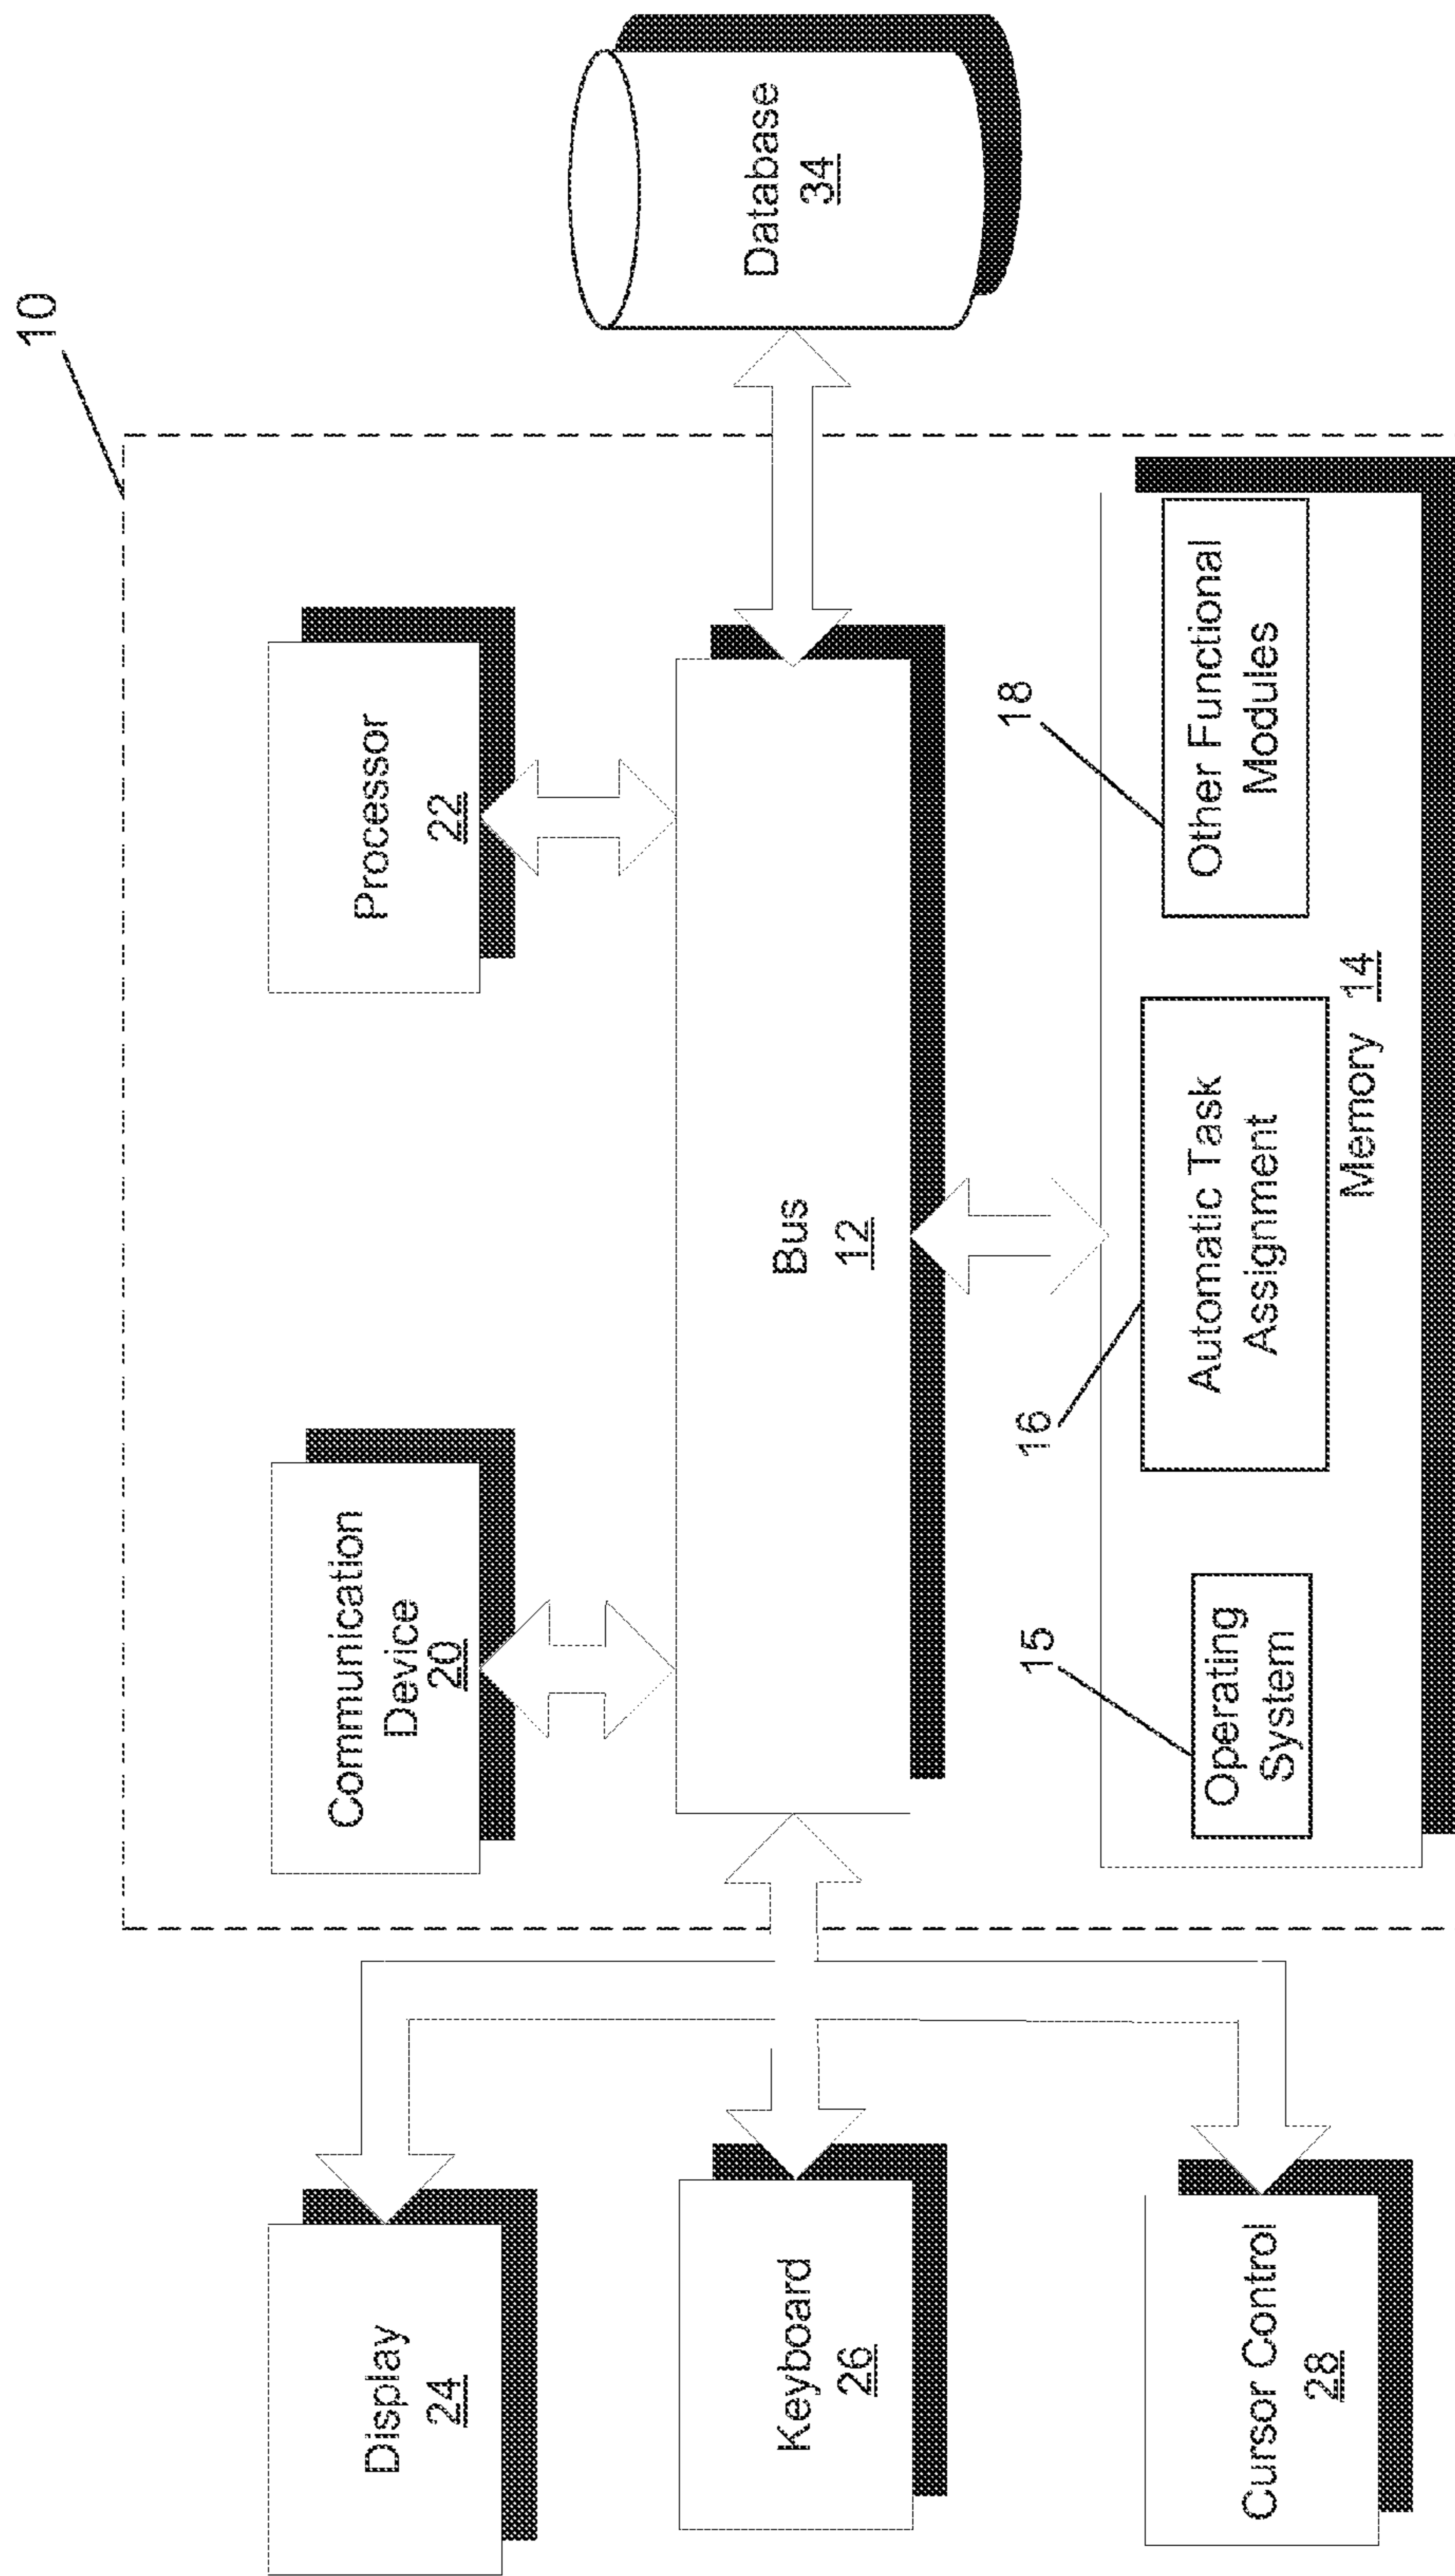 10
Display
24
Communication
Device
20
Processor
22
Keyboard
26
Bus
12
Database
34
15
16
18
Cursor Control
28
Operating
System
Automatic Task
Assignment
Other Functional
Modules
Memory 14